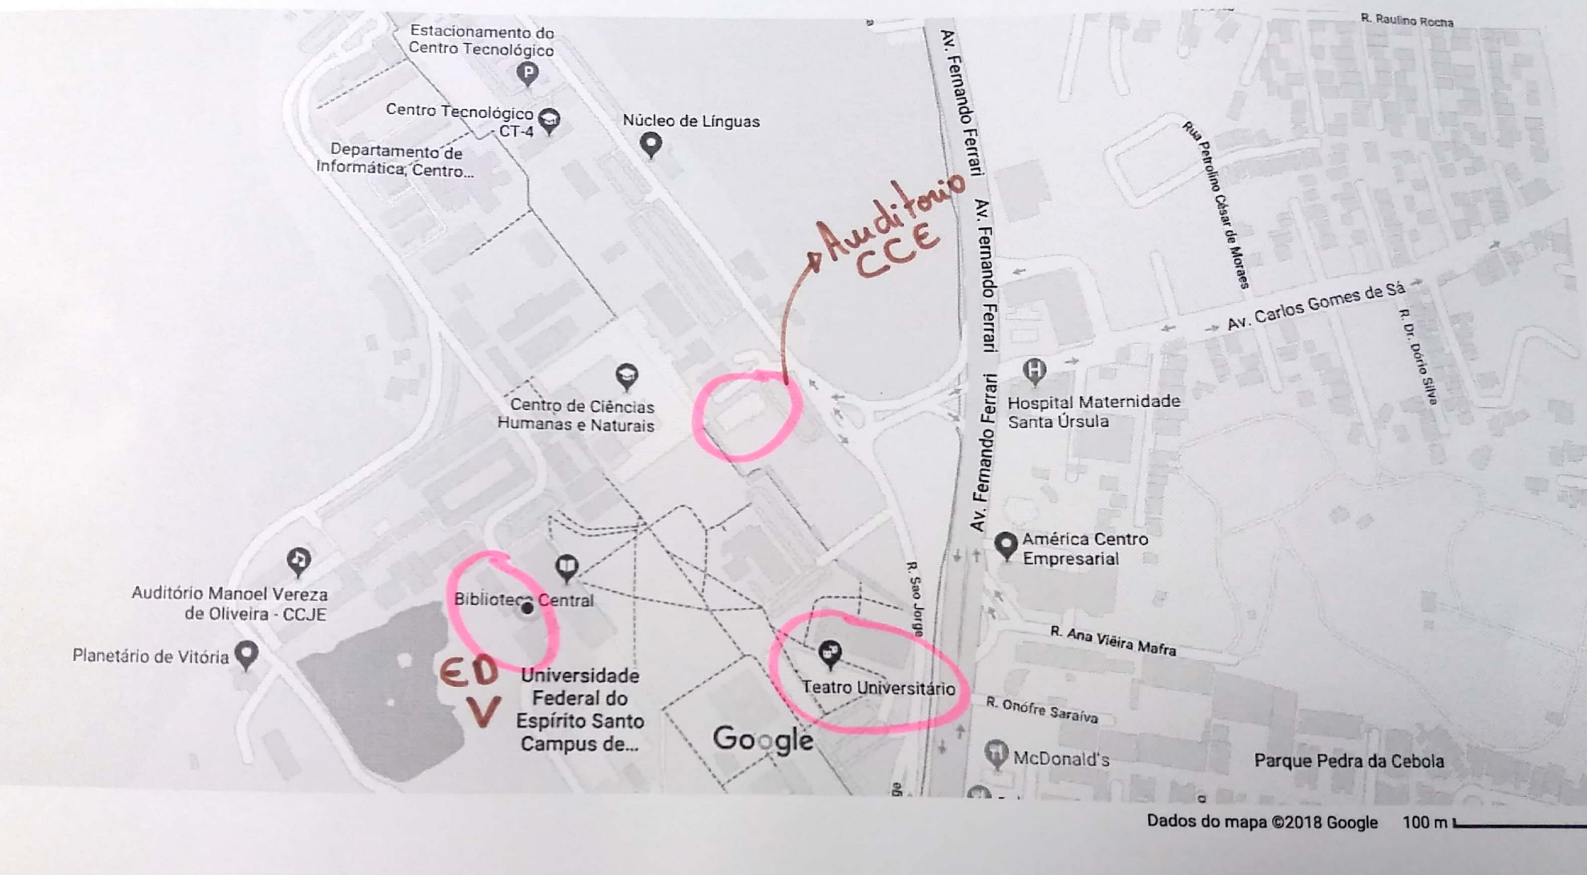 R. Raulino Rocha
Estacionamento do
Centro Tecnológico
P
Av. Fernando Ferrari
Centro Tecnológico
CT-4
Núcleo de Línguas
Departamento de
Informática, Centro...
Rua Petrolino César de Moraes
Auditorio
CCE
Av. Fernando Ferrari
Av. Carlos Gomes de Sá
R. Dr. Dório Silva
H
Hospital Maternidade
Santa Úrsula
Centro de Ciências
Humanas e Naturais
Av. Fernando Ferrari
América Centro
Empresarial
R. Sao Jorge
Auditório Manoel Vereza
de Oliveira - CCJE
Biblioteca Central
Planetário de Vitória
R. Ana Viêira Mafra
ED
V
Universidade
Federal do
Espírito Santo
Campus de...
Teatro Universitário
R. Onófre Saraiva
Google
McDonald's
Parque Pedra da Cebola
Dados do mapa ©2018 Google 100 m